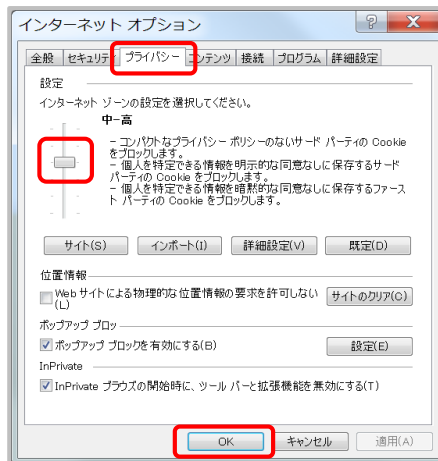 インターネット オプション
全般 セキュリティ プライバシー コンテンツ 接続 プログラム 詳細設定
設定
インターネット ゾーンの設定を選択してください。
中-高
- コンパクトなプライバシー ポリシーのないサード パーティの Cookie
をブロックします。
- 個人を特定できる情報を明示的な同意なしに保存するサード
パーティの Cookie をブロックします。
- 個人を特定できる情報を暗黙的な同意なしに保存するファース
ト パーティの Cookie をブロックします。
サイト(S) インポート(I) 詳細設定(V) 既定(D)
位置情報
Web サイトによる物理的な位置情報の要求を許可しない
(L)
サイトのクリア(C)
ポップアップ ブロッ
ポップアップ ブロックを有効にする(B) 設定(E)
InPrivate
InPrivate ブラウズの開始時に、ツール バーと拡張機能を無効にする(T)
OK キャンセル 適用(A)